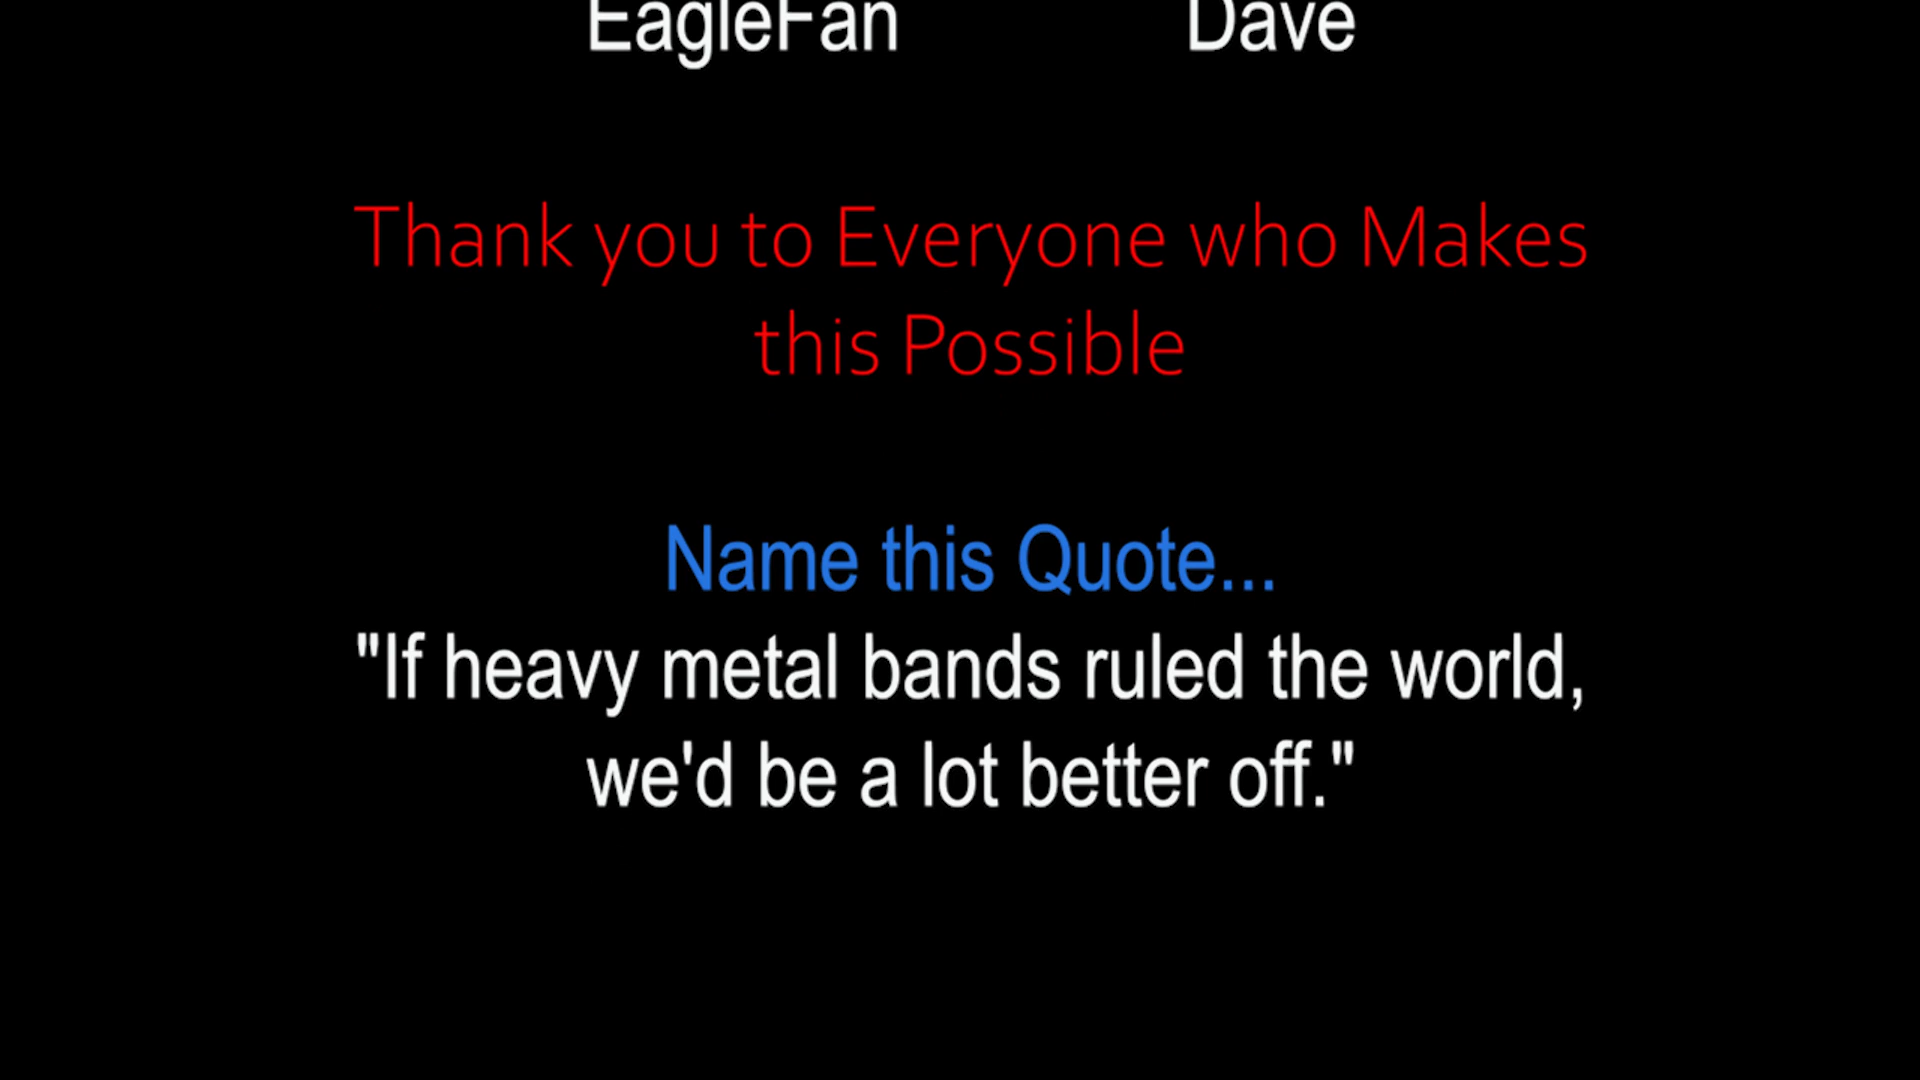 EagleFan Dave
Thank you to Everyone who Makes
this Possible
Name this Quote...
"If heavy metal bands ruled the world,
we'd be a lot better off."